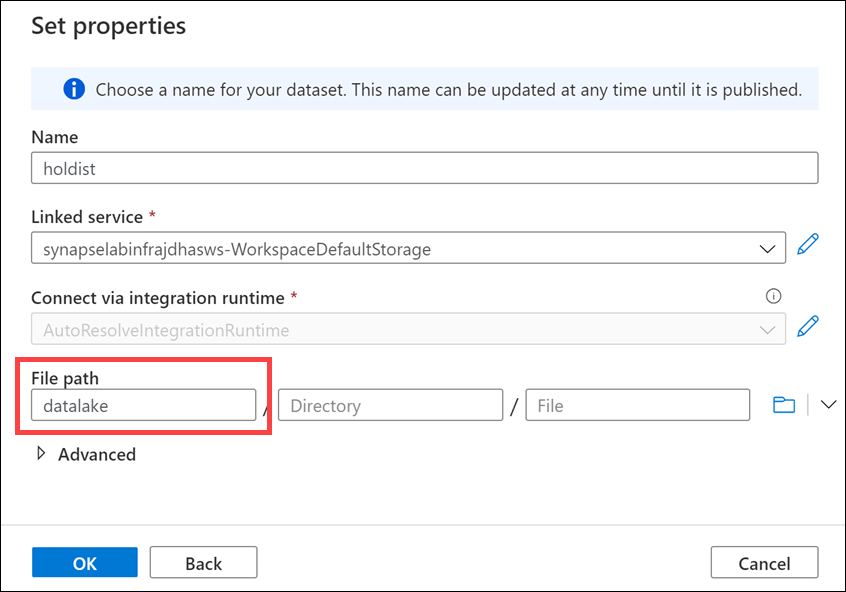 Set properties
Choose a name for your dataset. This name can be updated at any time until it is published.
Name
holdist
Linked service *
synapselabinfrajdhasws-WorkspaceDefaultStorage
Connect via integration runtime *
AutoResolveIntegrationRuntime
File path
datalake / Directory / File
Advanced
OK Back Cancel